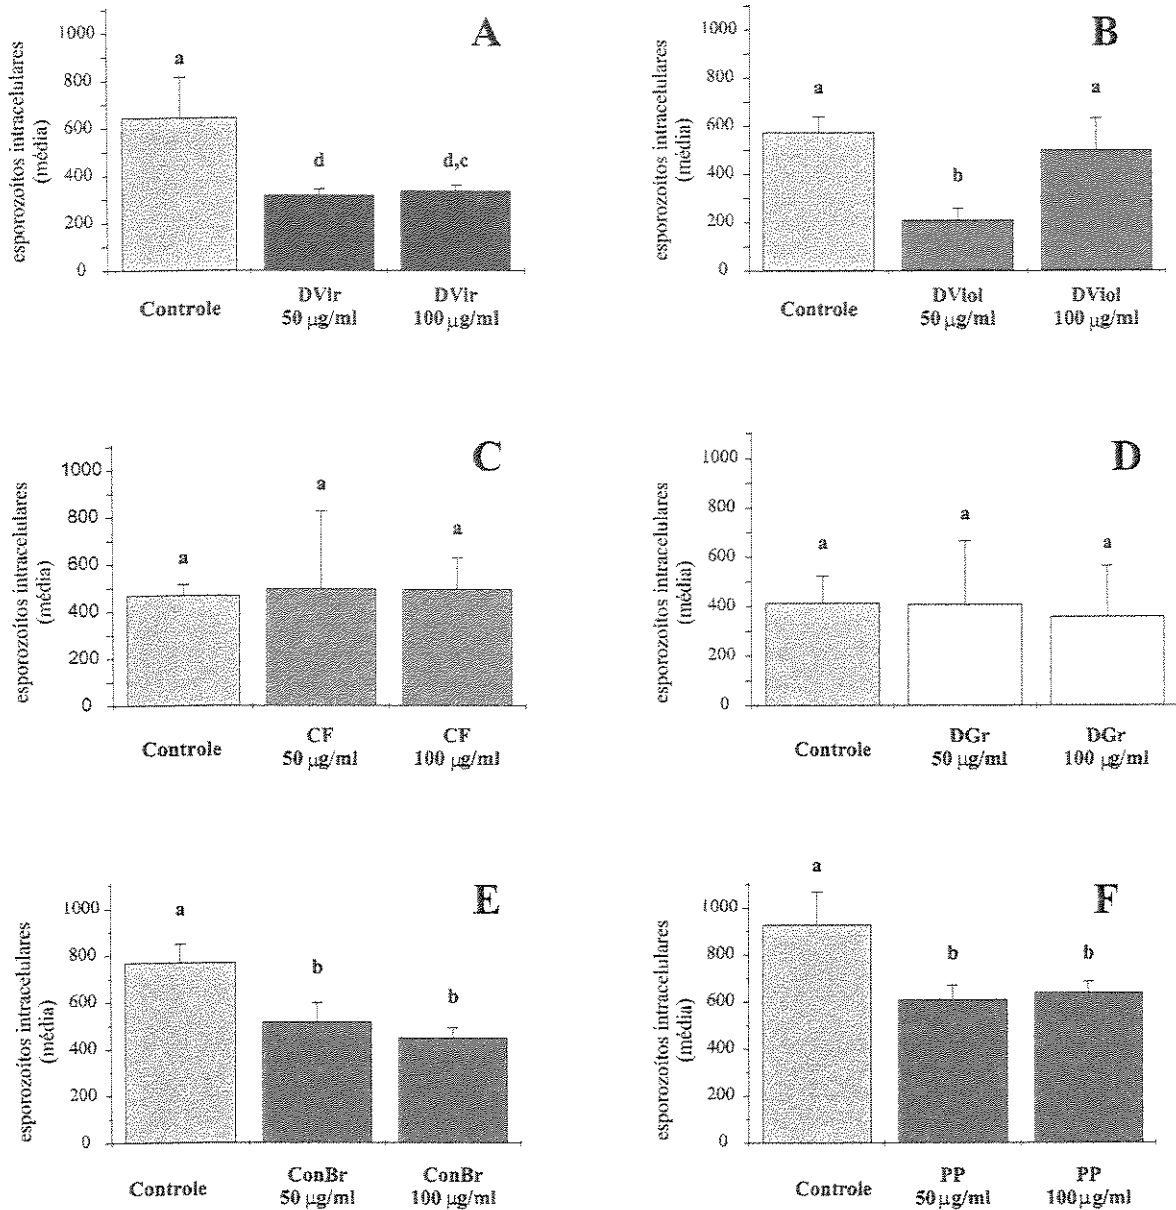 A
esporozoítos intracelulares
(média)
1000
800
600
400
200
0
a
d
d,c
Controle
DVir
50 µg/ml
DVir
100 µg/ml
B
esporozoítos intracelulares
(média)
1000
800
600
400
200
0
a
b
a
Controle
DViol
50 µg/ml
DViol
100 µg/ml
C
esporozoítos intracelulares
(média)
1000
800
600
400
200
0
a
a
a
Controle
CF
50 µg/ml
CF
100 µg/ml
D
esporozoítos intracelulares
(média)
1000
800
600
400
200
0
a
a
a
Controle
DGr
50 µg/ml
DGr
100 µg/ml
E
esporozoítos intracelulares
(média)
1000
800
600
400
200
0
a
b
b
Controle
ConBr
50 µg/ml
ConBr
100 µg/ml
F
esporozoítos intracelulares
(média)
1000
800
600
400
200
0
a
b
b
Controle
PP
50 µg/ml
PP
100 µg/ml